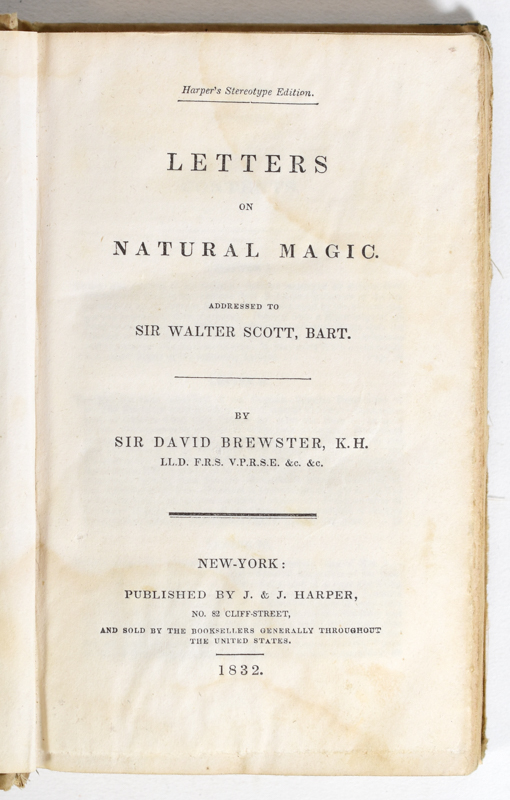 Harper's Stereotype Edition.
LETTERS
ON
NATURAL MAGIC.
ADDRESSED TO
SIR WALTER SCOTT, BART.
BY
SIR DAVID BREWSTER, K.H.
LL.D. F.R.S. V.P.R.S.E. &c. &c.
NEW-YORK:
PUBLISHED BY J. & J. HARPER,
NO. 82 CLIFF-STREET,
AND SOLD BY THE BOOKSELLERS GENERALLY THROUGHOUT
THE UNITED STATES.
1832.